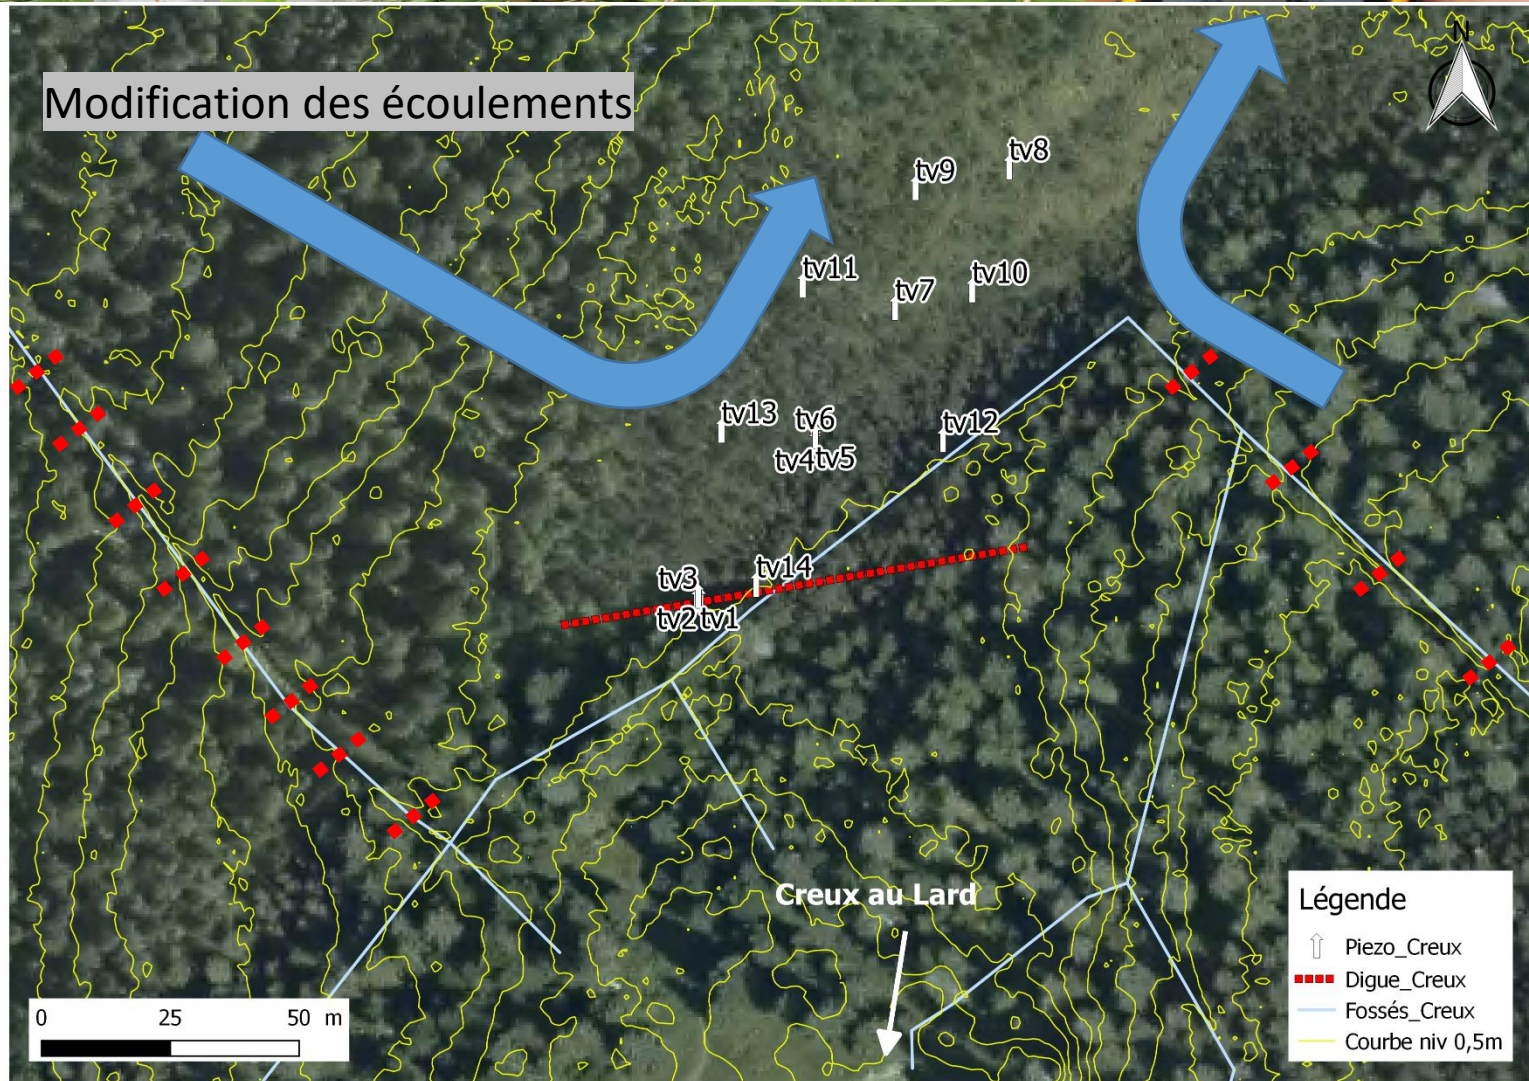 N
Modification des écoulements
tv8
tv9
tv11
tv7
tv10
tv13
tv6
tv12
tv4
tv5
tv14
tv3
tv2
tv1
Creux au Lard
Légende
Piezo_Creux
Digue_Creux
Fossés_Creux
Courbe niv 0,5m
0 25 50 m